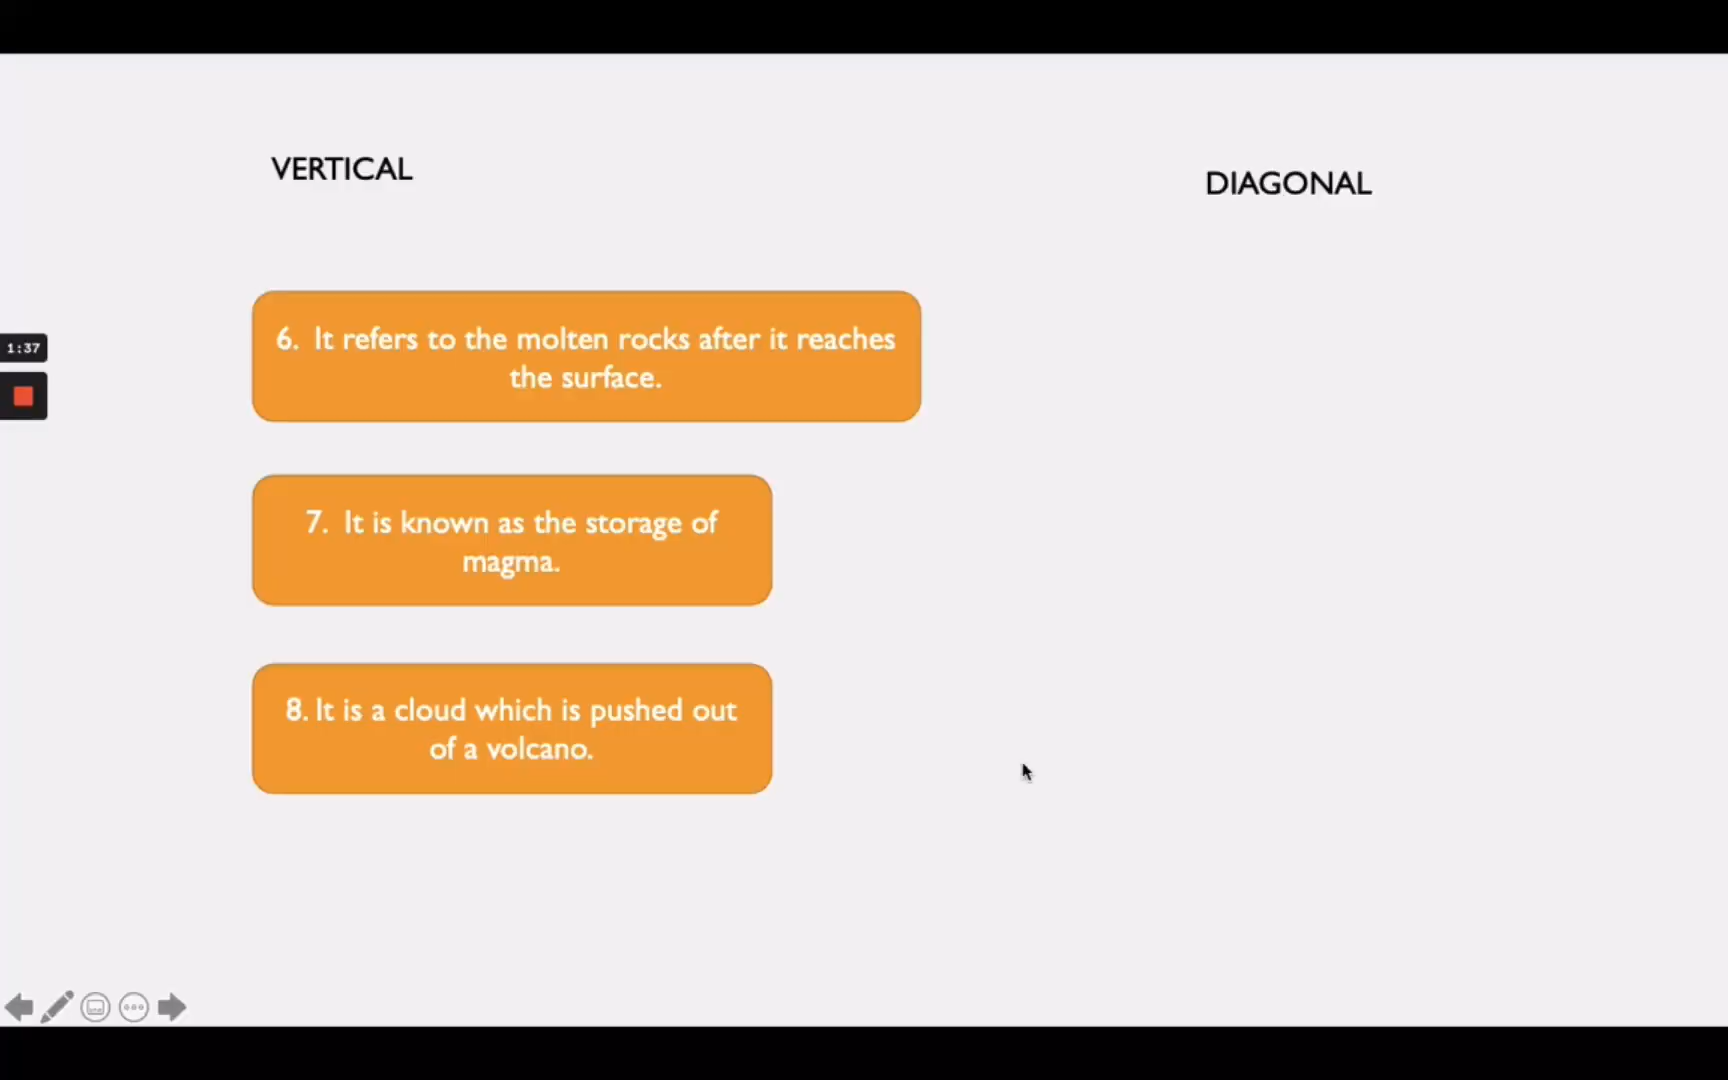 VERTICAL
DIAGONAL
6. It refers to the molten rocks after it reaches
the surface.
1:37
7. It is known as the storage of
magma.
8. It is a cloud which is pushed out
of a volcano.